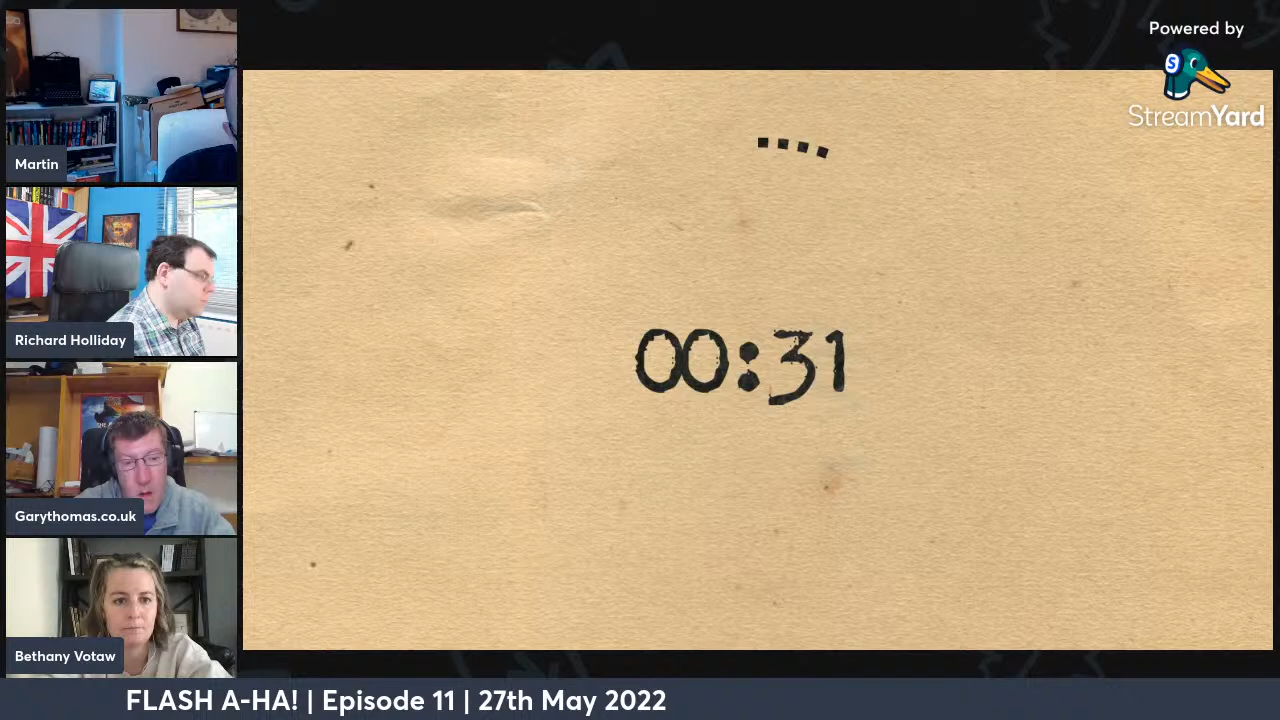 Powered by
StreamYard
Martin
Richard Holliday
Garythomas.co.uk
Bethany Votaw
00:31
FLASH A-HA! | Episode 11 | 27th May 2022